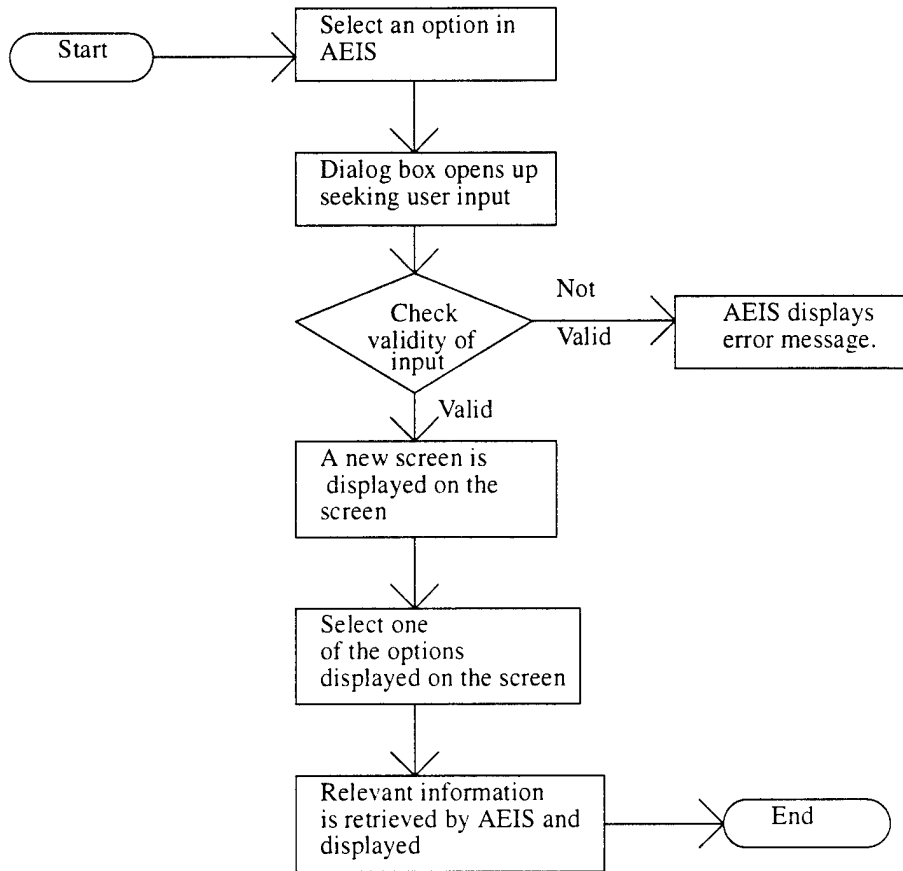 Start
Select an option in
AEIS
Dialog box opens up
seeking user input
Check
validity of
input
Not
Valid
AEIS displays
error message.
Valid
A new screen is
displayed on the
screen
Select one
of the options
displayed on the screen
Relevant information
is retrieved by AEIS and
displayed
End